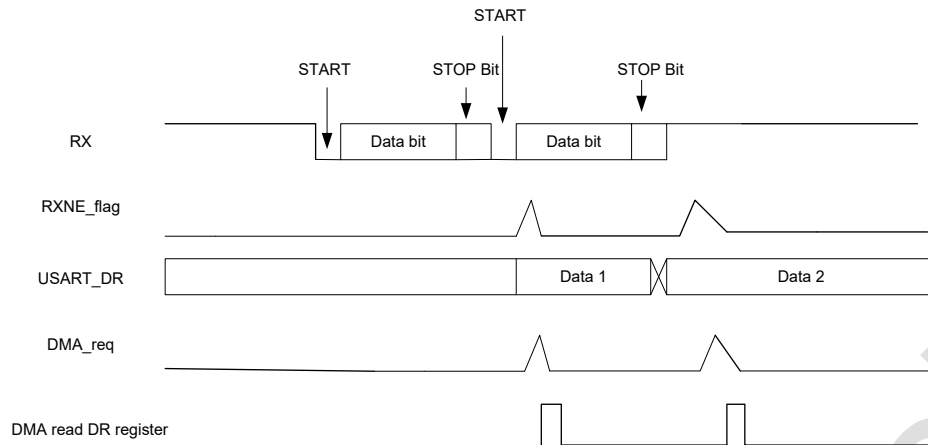 START
START
STOP Bit
STOP Bit
RX
Data bit
Data bit
RXNE_flag
USART_DR
Data 1
Data 2
DMA_req
DMA read DR register